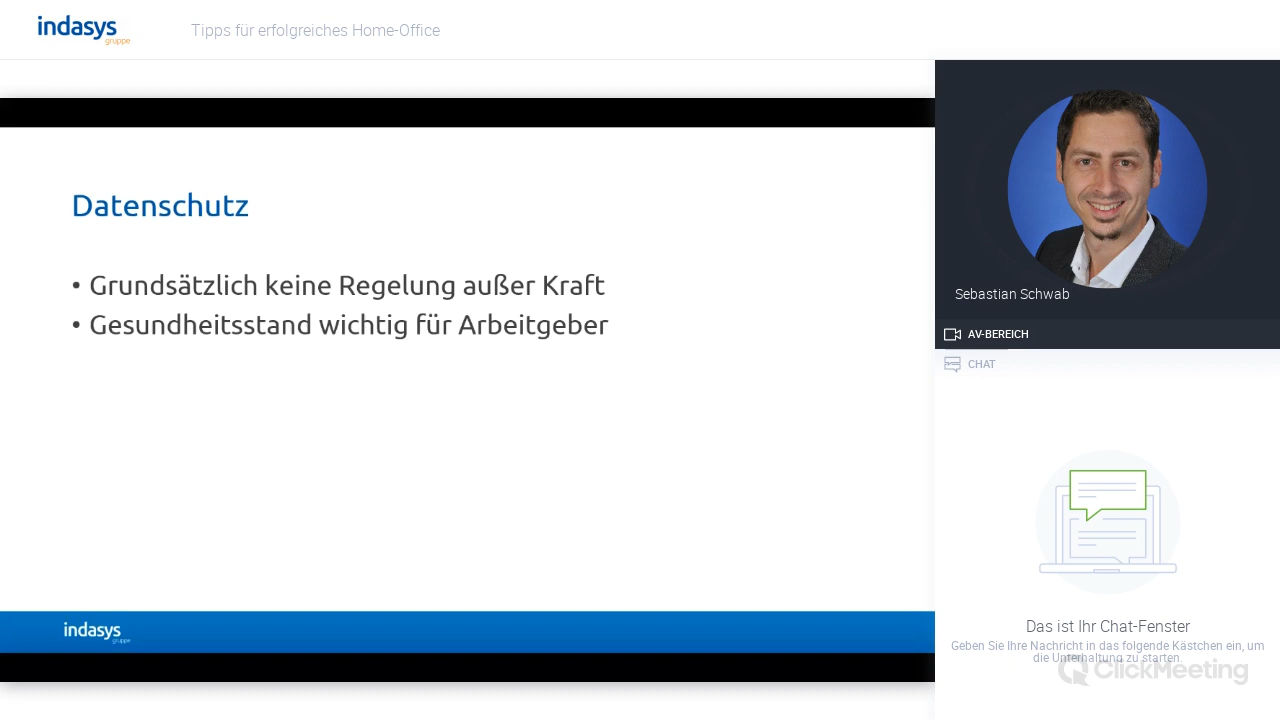 indasys
gruppe
Tipps für erfolgreiches Home-Office
Datenschutz
• Grundsätzlich keine Regelung außer Kraft
• Gesundheitsstand wichtig für Arbeitgeber
indasys
gruppe
Sebastian Schwab
AV-BEREICH
CHAT
Das ist Ihr Chat-Fenster
Geben Sie Ihre Nachricht in das folgende Kästchen ein, um
die Unterhaltung zu starten.
ClickMeeting